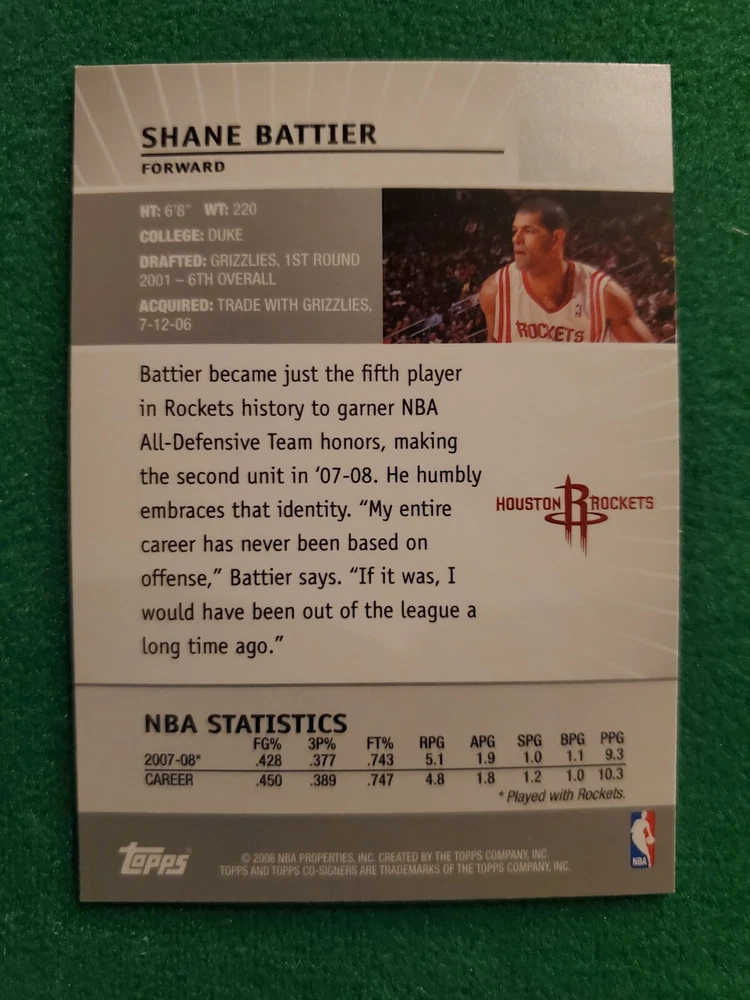 SHANE BATTIER
FORWARD
HT: 6'8" WT: 220
COLLEGE: DUKE
DRAFTED: GRIZZLIES, 1ST ROUND
2001 – 6TH OVERALL
ACQUIRED: TRADE WITH GRIZZLIES,
7-12-06
ROCKETS
Battier became just the fifth player
in Rockets history to garner NBA
All-Defensive Team honors, making
the second unit in '07-08. He humbly
embraces that identity. “My entire
career has never been based on
offense,” Battier says. “If it was, I
would have been out of the league a
long time ago.”
HOUSTON R ROCKETS
NBA STATISTICS
FG% 3P% FT% RPG APG SPG BPG PPG
2007-08* .428 .377 .743 5.1 1.9 1.0 1.1 9.3
CAREER .450 .389 .747 4.8 1.8 1.2 1.0 10.3
* Played with Rockets.
Topps
© 2008 NBA PROPERTIES, INC. CREATED BY THE TOPPS COMPANY, INC.
TOPPS AND TOPPS CO-SIGNERS ARE TRADEMARKS OF THE TOPPS COMPANY, INC.
NBA